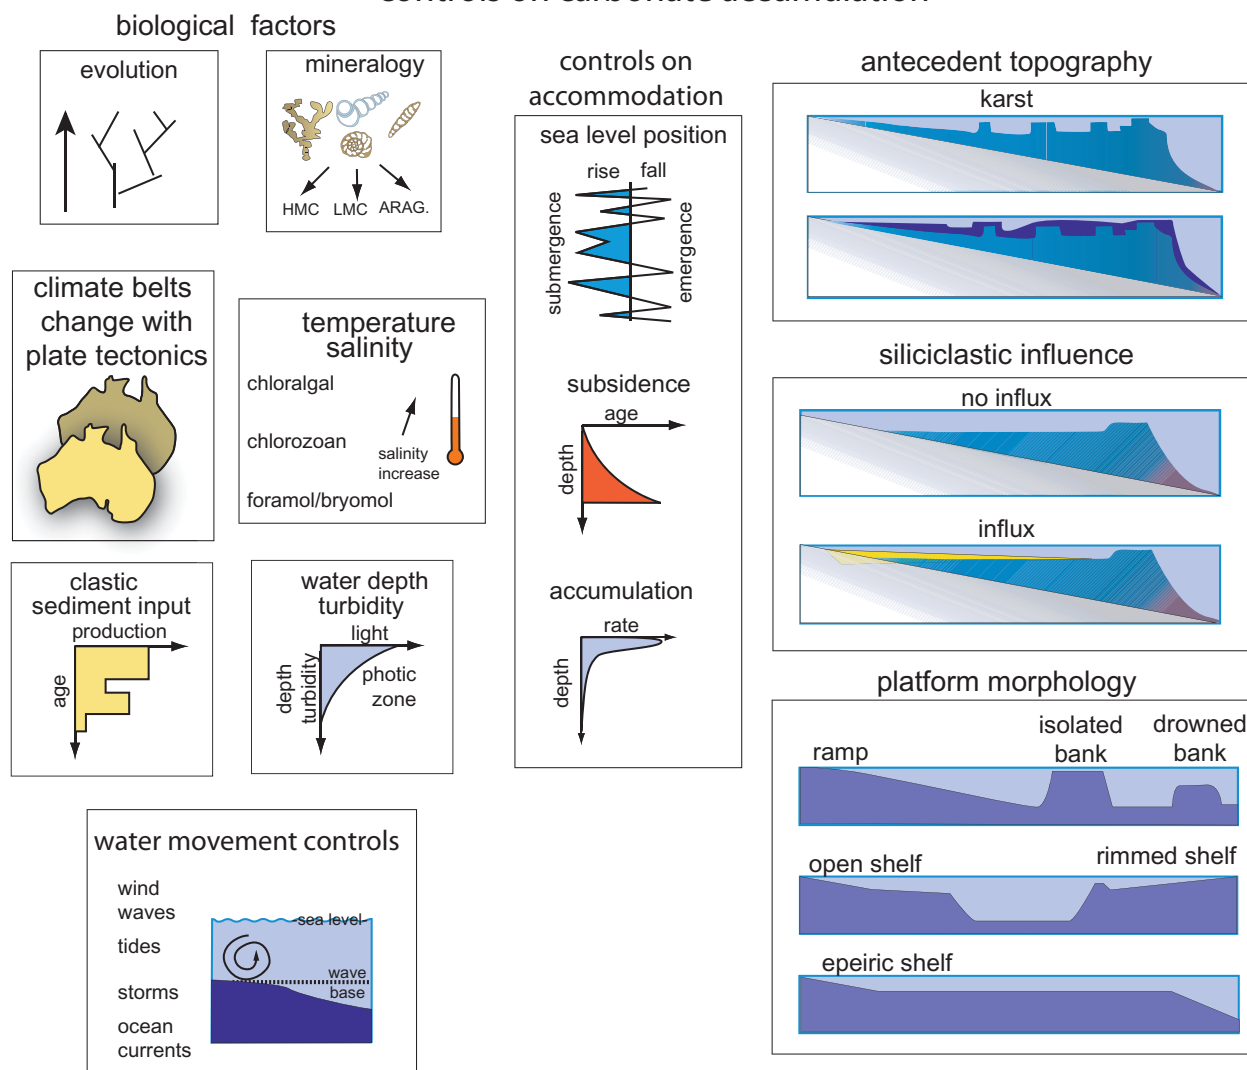 controls on carbonate accumulation
biological factors
evolution
mineralogy
HMC LMC ARAG.
climate belts
change with
plate tectonics
temperature
salinity
chloralgal
chlorozoan
salinity
increase
foramol/bryomol
clastic
sediment input
production
age
water depth
turbidity
light
depth
turbidity
photic
zone
water movement controls
wind
waves
tides
storms
ocean
currents
-sea level-
wave
base
controls on
accommodation
sea level position
rise fall
submergence
emergence
subsidence
age
depth
accumulation
rate
depth
antecedent topography
karst
siliciclastic influence
no influx
influx
platform morphology
ramp
isolated
bank
drowned
bank
open shelf
rimmed shelf
epeiric shelf